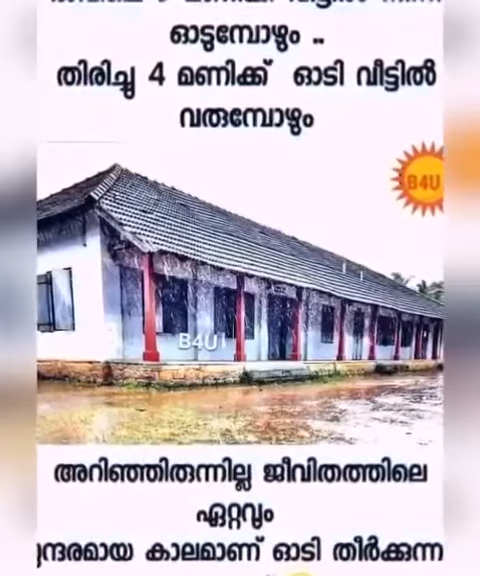 ഓടുമ്പോഴും ..
തിരിച്ചു 4 മണിക്ക് ഓടി വീട്ടിൽ
വരുമ്പോഴും
B4U
B4U
അറിഞ്ഞിരുന്നില്ല ജീവിതത്തിലെ
ഏറ്റവും
കാലമാണ് ഓടി തീർക്കുന്ന